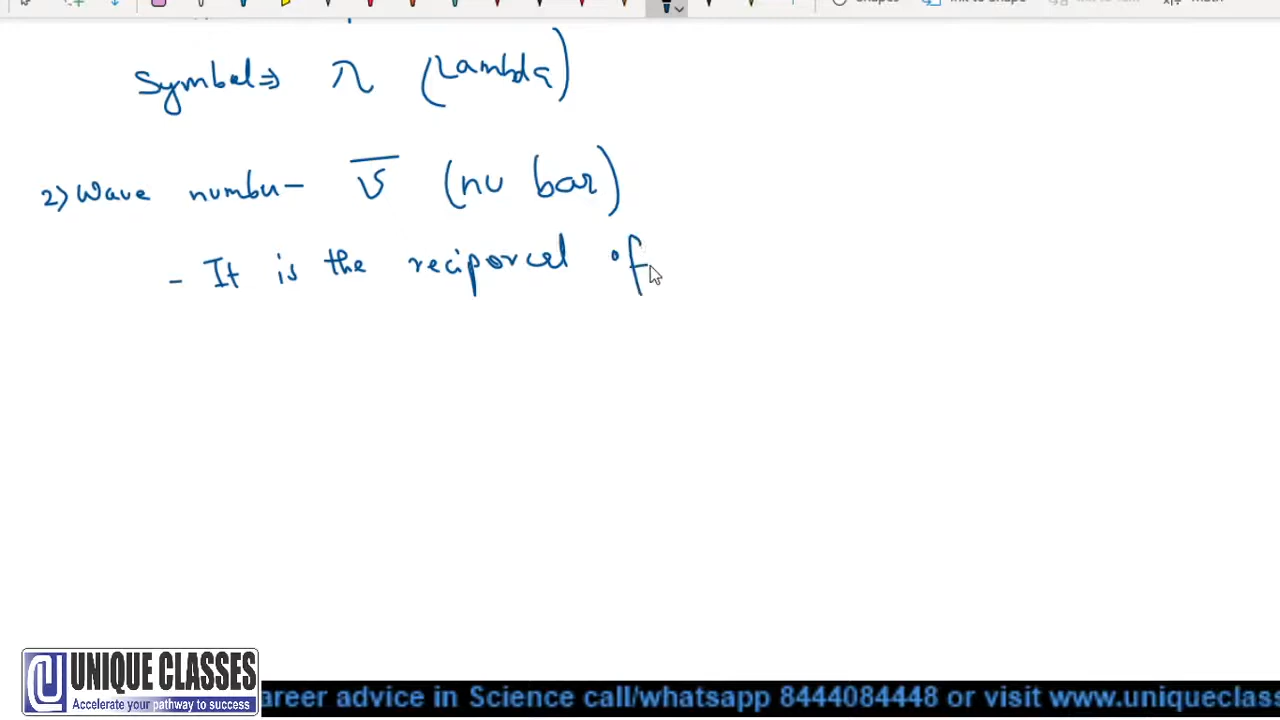 Symbol ⇒ λ (Lambda)
2) Wave number - ν̅ (nu bar)
- It is the reciporcal of
UNIQUE CLASSES
Accelerate your pathway to success
areer advice in Science call/whatsapp 8444084448 or visit www.uniqueclass